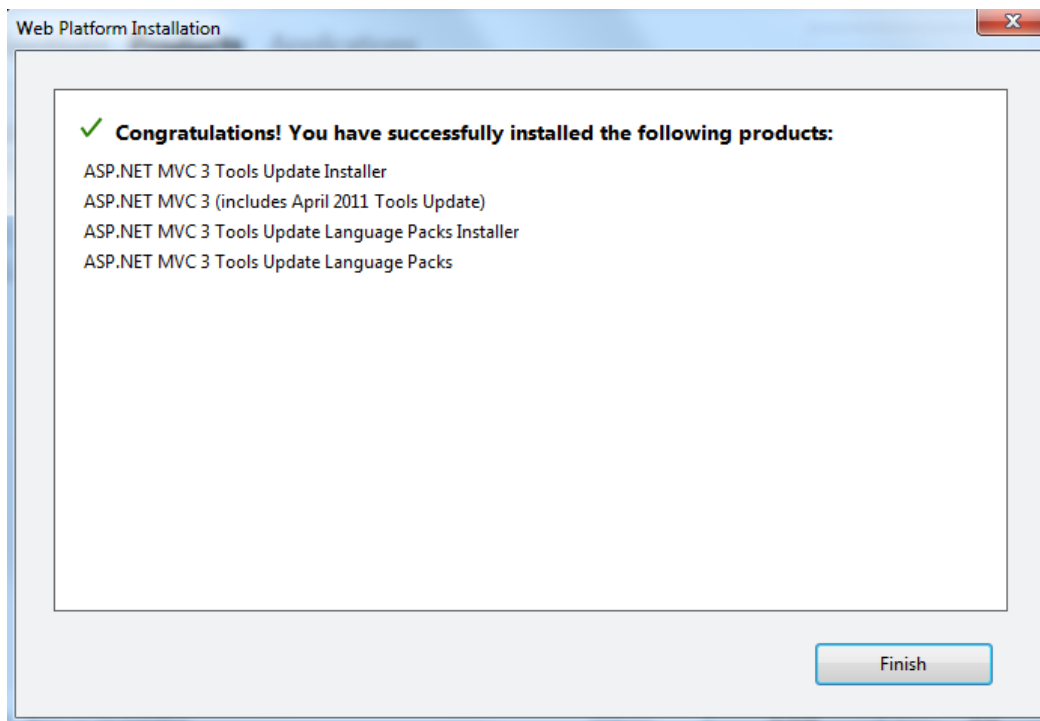 Web Platform Installation
Congratulations! You have successfully installed the following products:
ASP.NET MVC 3 Tools Update Installer
ASP.NET MVC 3 (includes April 2011 Tools Update)
ASP.NET MVC 3 Tools Update Language Packs Installer
ASP.NET MVC 3 Tools Update Language Packs
Finish